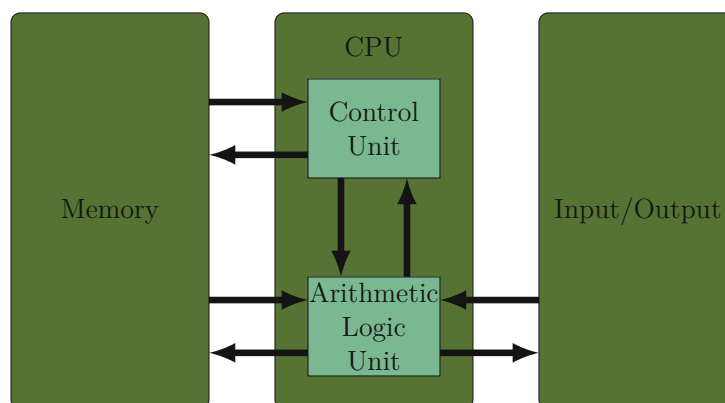 CPU
Control
Unit
Memory
Input/Output
Arithmetic
Logic
Unit